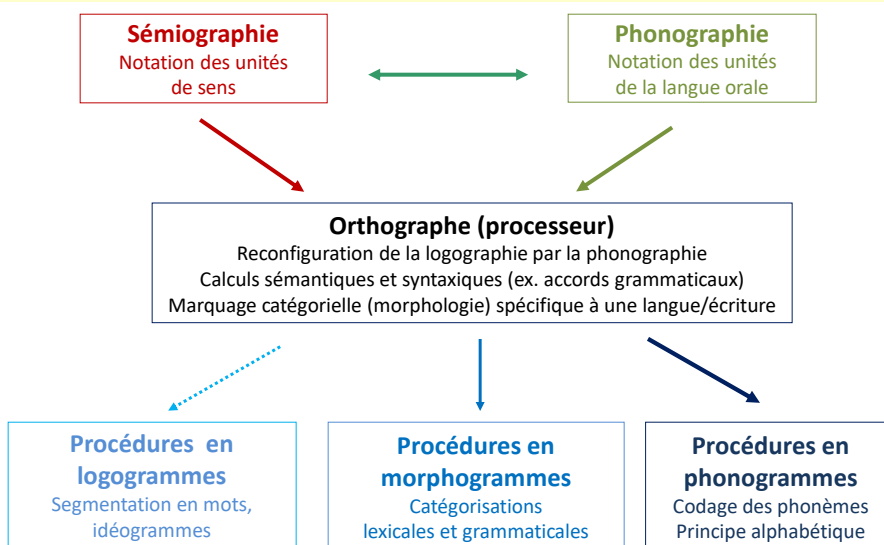 Sémiographie
Notation des unités
de sens
Phonographie
Notation des unités
de la langue orale
Orthographe (processeur)
Reconfiguration de la logographie par la phonographie
Calculs sémantiques et syntaxiques (ex. accords grammaticaux)
Marquage catégorielle (morphologie) spécifique à une langue/écriture
Procédures en
logogrammes
Segmentation en mots,
idéogrammes
Procédures en
morphogrammes
Catégorisations
lexicales et grammaticales
Procédures en
phonogrammes
Codage des phonèmes
Principe alphabétique